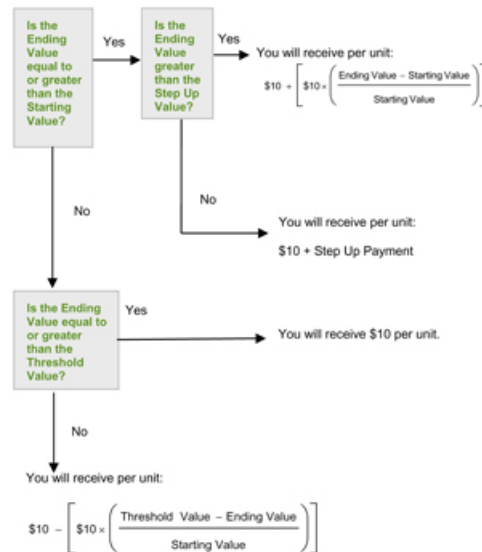 Is the
Ending
Value
equal to
or greater
than the
Starting
Value?
Yes
Is the
Ending
Value
greater
than the
Step Up
Value?
Yes
You will receive per unit:
$10 + [ $10 × ( Ending Value – Starting Value
Starting Value ) ]
No
No
You will receive per unit:
$10 + Step Up Payment
Is the Ending
Value equal to
or greater
than the
Threshold
Value?
Yes
You will receive $10 per unit.
No
You will receive per unit:
$10 – [ $10 × ( Threshold Value – Ending Value
Starting Value ) ]